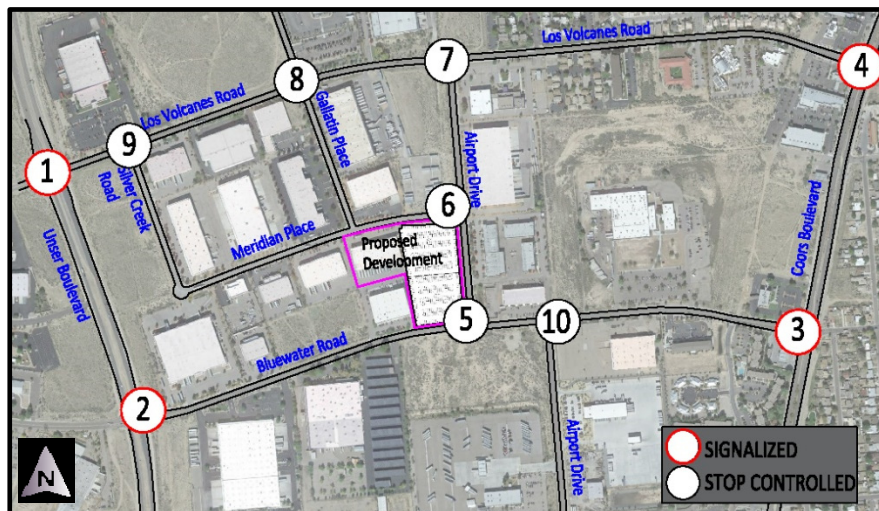 Los Volcanes Road
7
4
8
Los Volcanes Road
Gallatin Place
9
1
Silver Creek
Road
Airport Drive
6
Meridian Place
Proposed
Development
Unser Boulevard
Coors Boulevard
5
10
3
Bluewater Road
2
Airport Drive
SIGNALIZED
STOP CONTROLLED
N